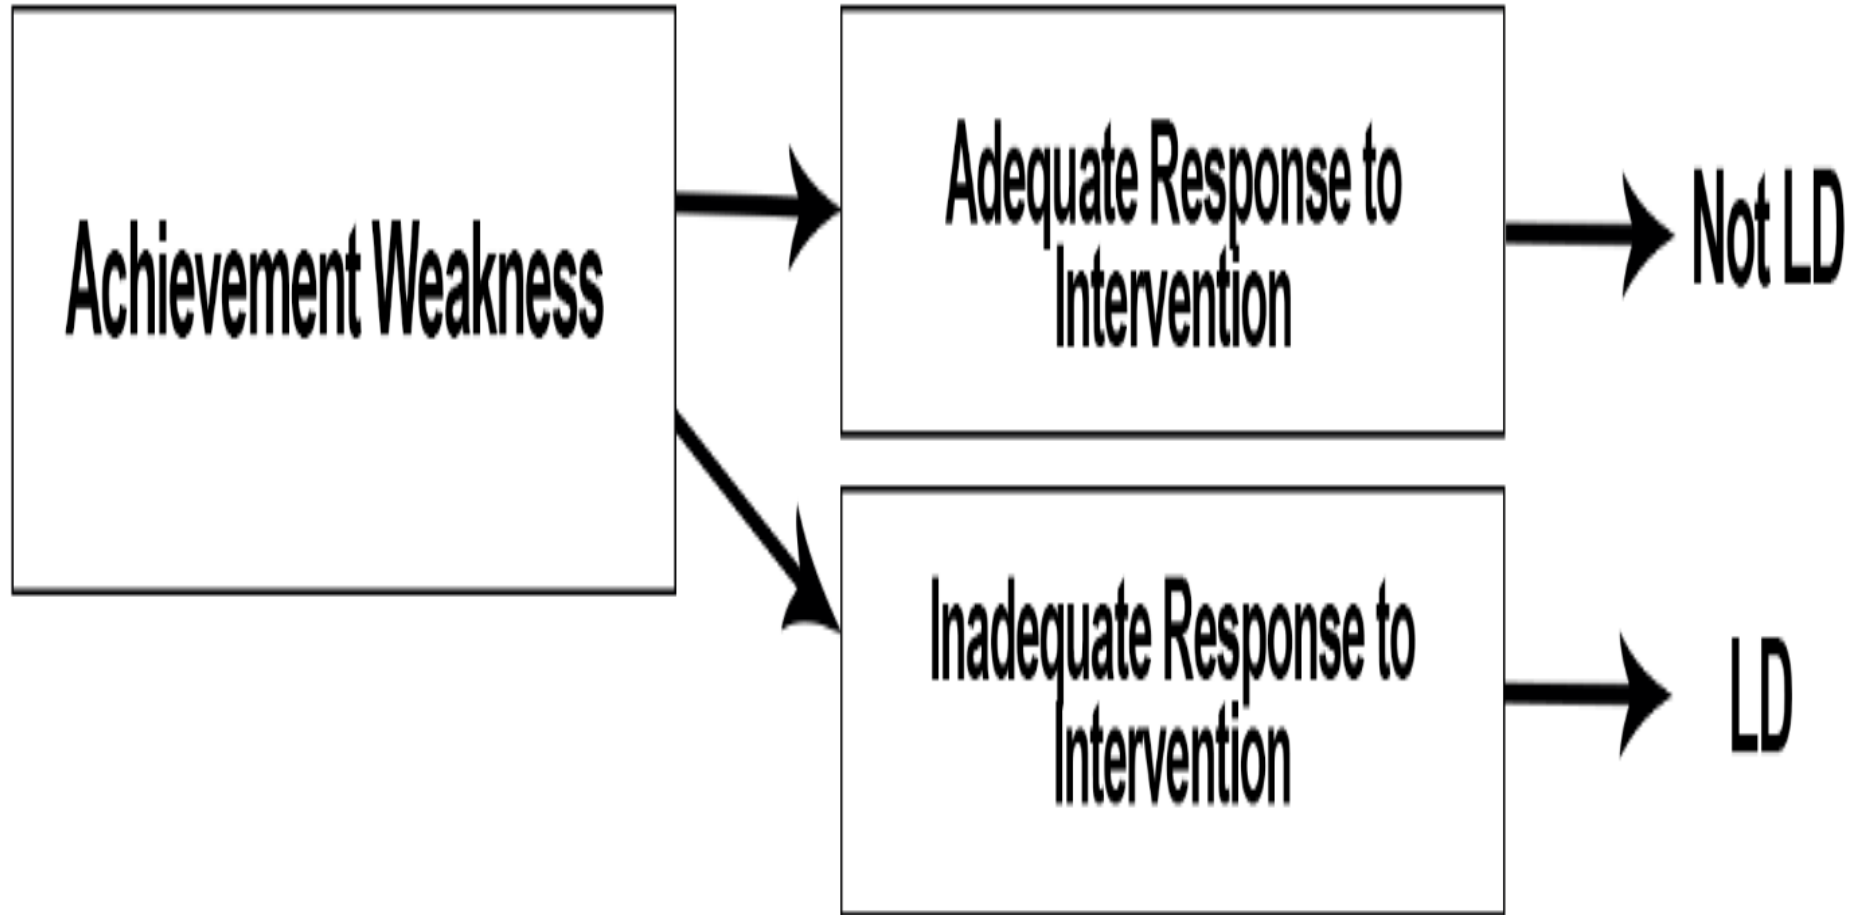 Achievement Weakness
Adequate Response to
Intervention
Not LD
Inadequate Response to
Intervention
LD